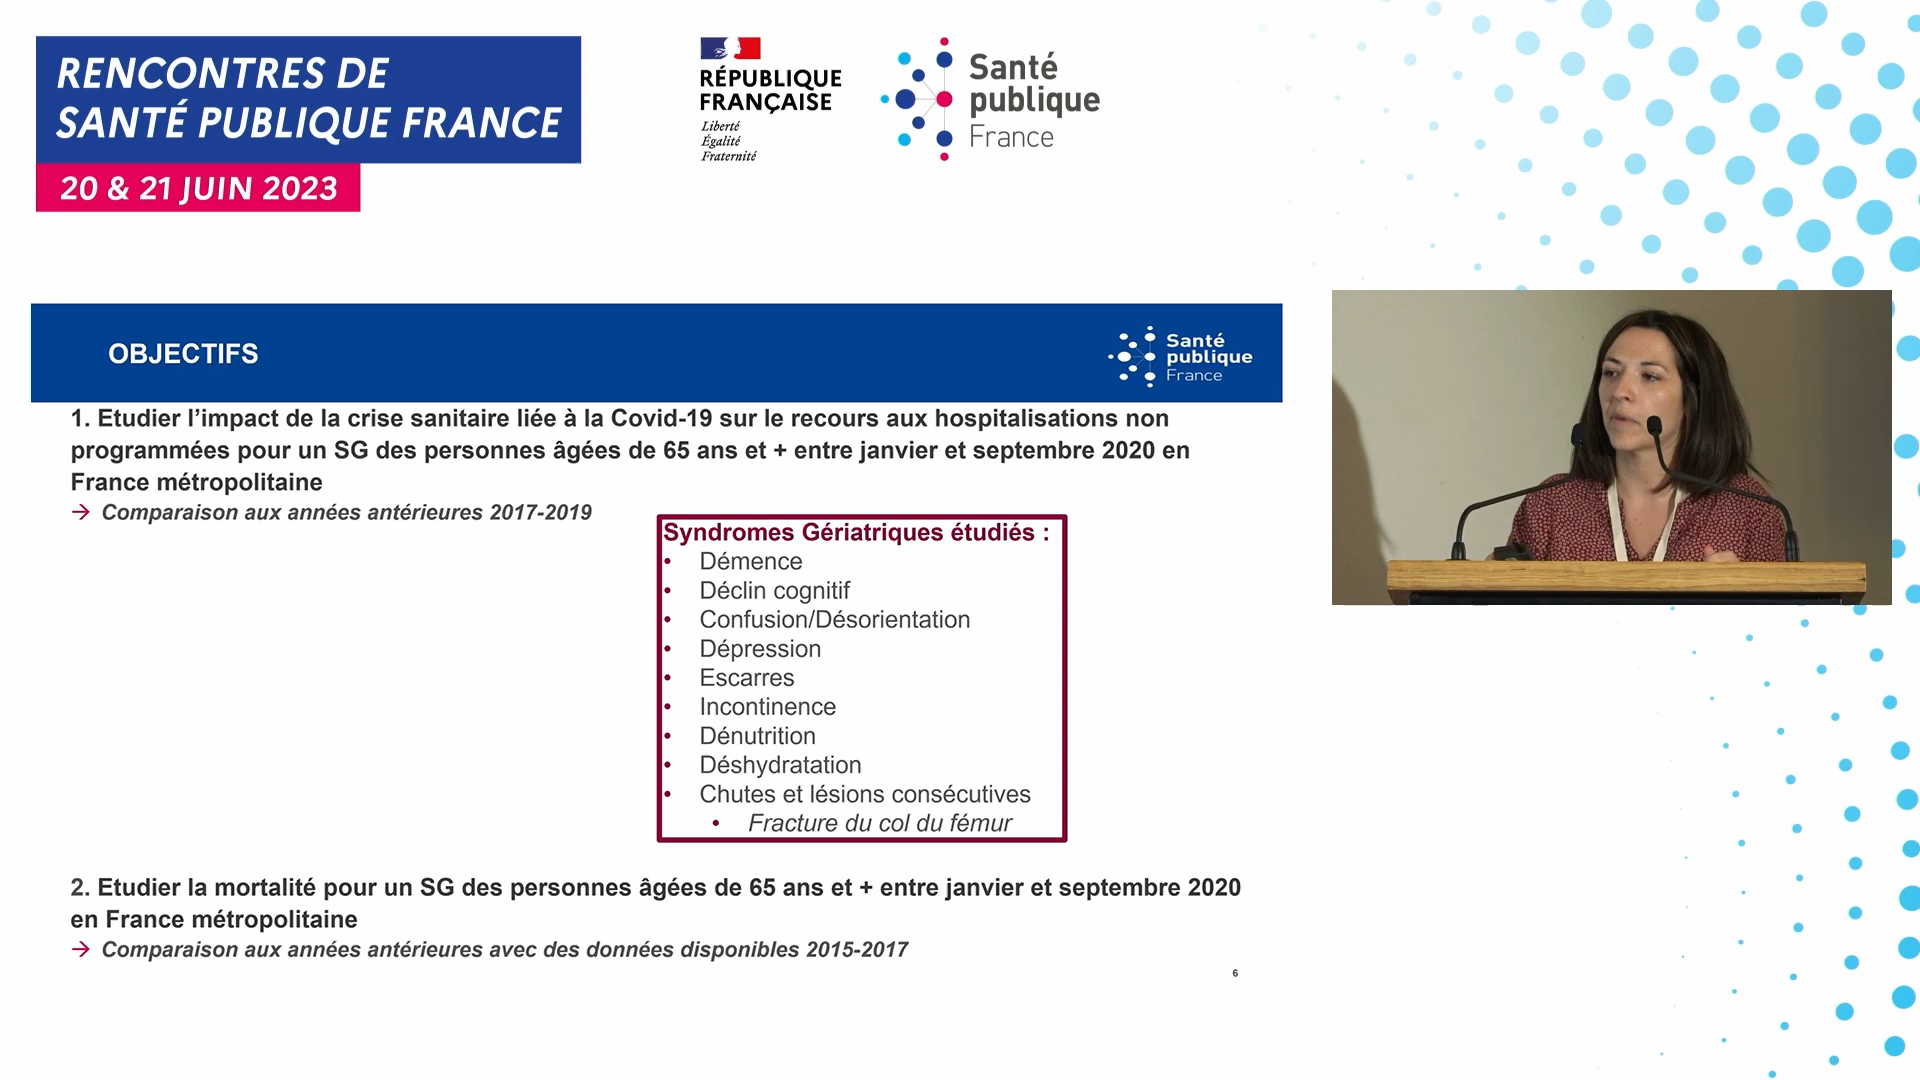 RENCONTRES DE
SANTÉ PUBLIQUE FRANCE
20 & 21 JUIN 2023
RÉPUBLIQUE
FRANÇAISE
Liberté
Égalité
Fraternité
Santé
publique
France
OBJECTIFS
Santé
publique
France
1. Etudier l’impact de la crise sanitaire liée à la Covid-19 sur le recours aux hospitalisations non
programmées pour un SG des personnes âgées de 65 ans et + entre janvier et septembre 2020 en
France métropolitaine
→ Comparaison aux années antérieures 2017-2019
Syndromes Gériatriques étudiés :
• Démence
• Déclin cognitif
• Confusion/Désorientation
• Dépression
• Escarres
• Incontinence
• Dénutrition
• Déshydratation
• Chutes et lésions consécutives
• Fracture du col du fémur
2. Etudier la mortalité pour un SG des personnes âgées de 65 ans et + entre janvier et septembre 2020
en France métropolitaine
→ Comparaison aux années antérieures avec des données disponibles 2015-2017
6